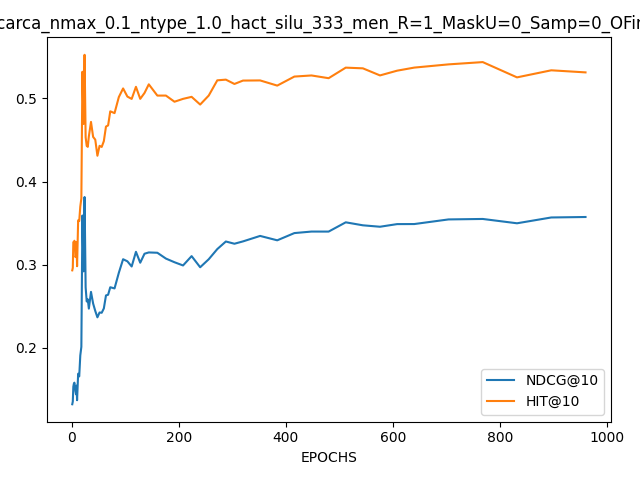 carca_nmax_0.1_ntype_1.0_hact_silu_333_men_R=1_MaskU=0_Samp=0_OFin
0.5
0.4
0.3
0.2
NDCG@10
HIT@10
0 200 400 600 800 1000
EPOCHS